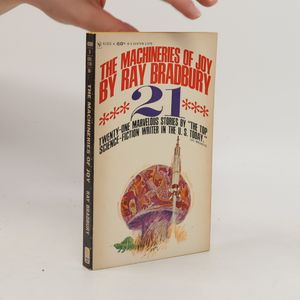 THE MACHINERIES OF JOY
BY RAY BRADBURY
21
TWENTY-ONE MARVELOUS STORIES BY "THE TOP
SCIENCE-FICTION WRITER IN THE U. S. TODAY"
THE MACHINERIES OF JOY
RAY BRADBURY